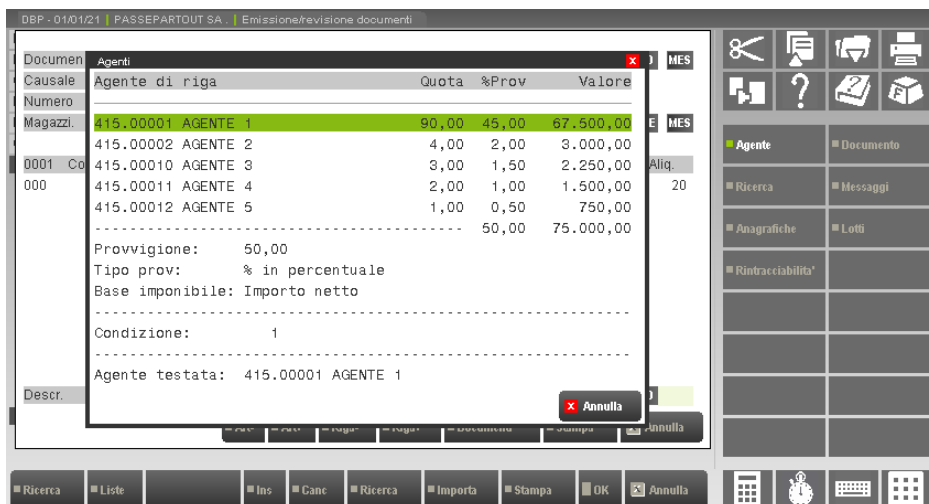 DBP - 01/01/21 | PASSEPARTOUT SA . | Emissione/revisione documenti
Documen
Causale
Numero
Magazzi.
MES
E MES
0001 Co
Aliq.
000
20
Descr.
Agenti
Agente di riga Quota %Prov Valore
415.00001 AGENTE 1 90,00 45,00 67.500,00
415.00002 AGENTE 2 4,00 2,00 3.000,00
415.00010 AGENTE 3 3,00 1,50 2.250,00
415.00011 AGENTE 4 2,00 1,00 1.500,00
415.00012 AGENTE 5 1,00 0,50 750,00
50,00 75.000,00
Provvigione: 50,00
Tipo prov: % in percentuale
Base imponibile: Importo netto
Condizione: 1
Agente testata: 415.00001 AGENTE 1
Annulla
Annulla
Agente Documento
Ricerca Messaggi
Anagrafiche Lotti
Rintracciabilita'
Ricerca Liste Ins Canc Ricerca Importa Stampa OK Annulla